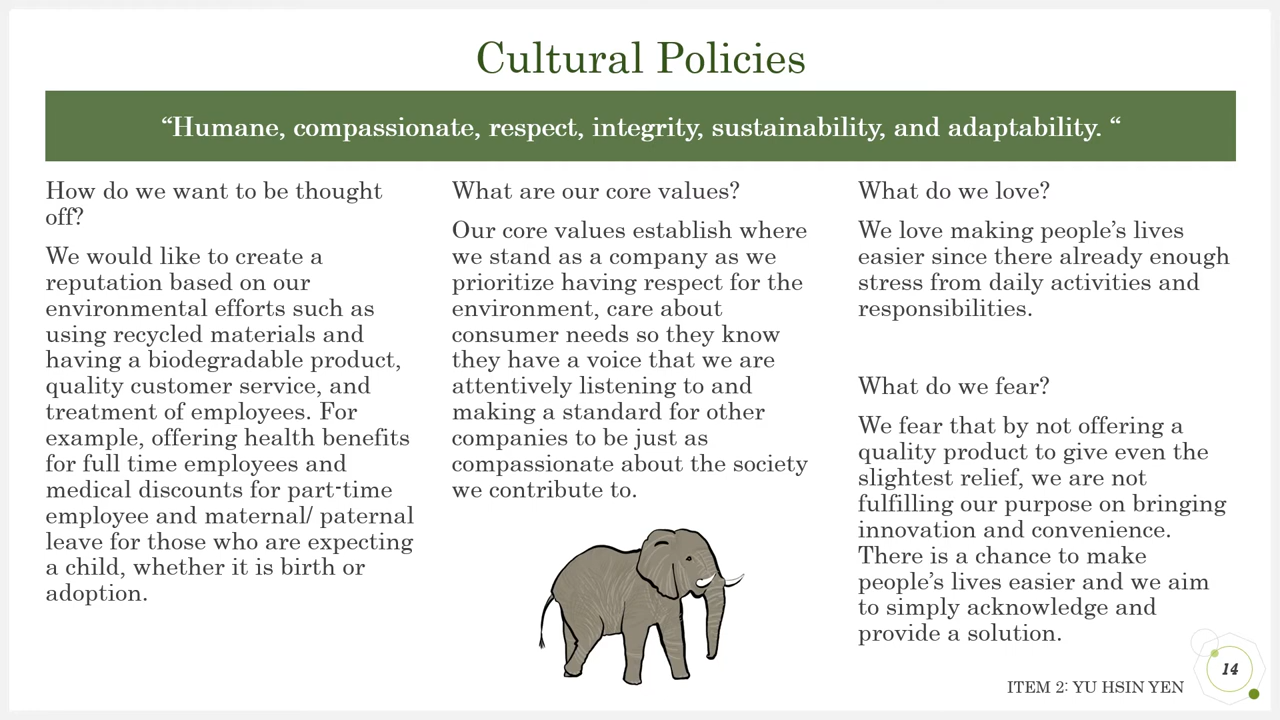 Cultural Policies
“Humane, compassionate, respect, integrity, sustainability, and adaptability. “
How do we want to be thought
off?
We would like to create a
reputation based on our
environmental efforts such as
using recycled materials and
having a biodegradable product,
quality customer service, and
treatment of employees. For
example, offering health benefits
for full time employees and
medical discounts for part-time
employee and maternal/ paternal
leave for those who are expecting
a child, whether it is birth or
adoption.
What are our core values?
Our core values establish where
we stand as a company as we
prioritize having respect for the
environment, care about
consumer needs so they know
they have a voice that we are
attentively listening to and
making a standard for other
companies to be just as
compassionate about the society
we contribute to.
What do we love?
We love making people’s lives
easier since there already enough
stress from daily activities and
responsibilities.
What do we fear?
We fear that by not offering a
quality product to give even the
slightest relief, we are not
fulfilling our purpose on bringing
innovation and convenience.
There is a chance to make
people’s lives easier and we aim
to simply acknowledge and
provide a solution.
14
ITEM 2: YU HSIN YEN